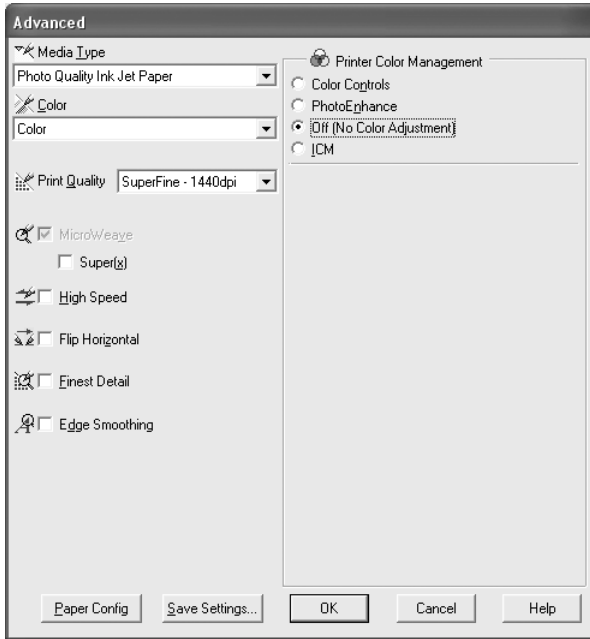 Advanced
Media Type
Photo Quality Ink Jet Paper
Color
Color
Print Quality SuperFine - 1440dpi
MicroWeave
Super(x)
High Speed
Flip Horizontal
Finest Detail
Edge Smoothing
Printer Color Management
Color Controls
PhotoEnhance
Off (No Color Adjustment)
ICM
Paper Config Save Settings... OK Cancel Help